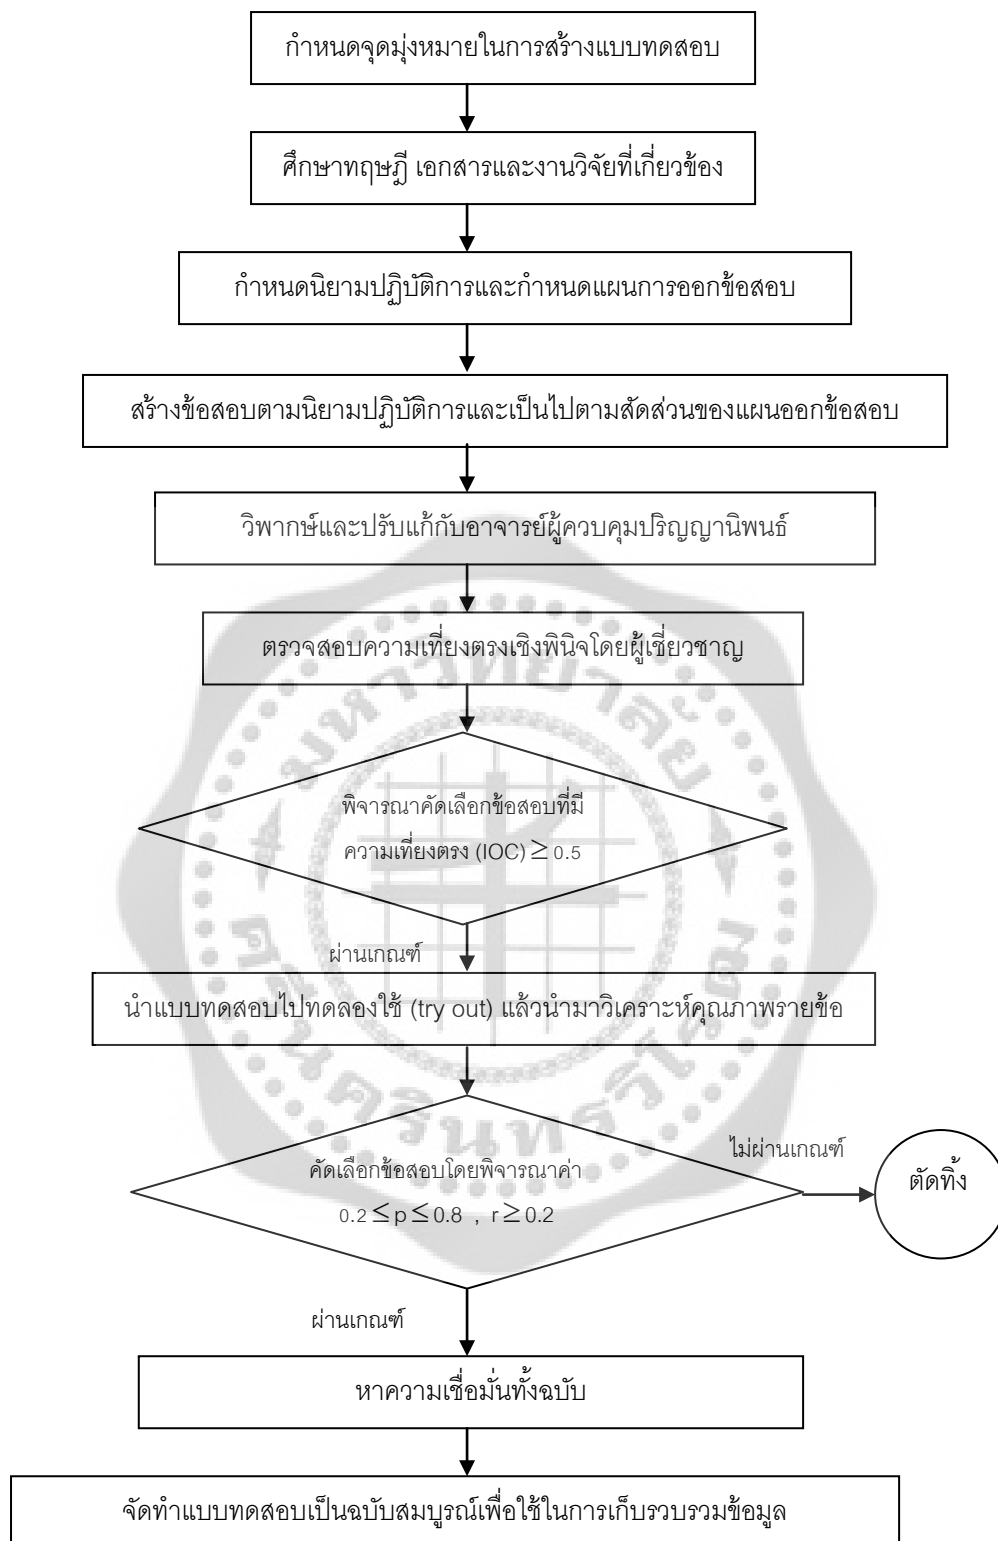 กำหนดจุดมุ่งหมายในการสร้างแบบทดสอบ
ศึกษาทฤษฎี เอกสารและงานวิจัยที่เกี่ยวข้อง
กำหนดนิยามปฏิบัติการและกำหนดแผนการออกข้อสอบ
สร้างข้อสอบตามนิยามปฏิบัติการและเป็นไปตามสัดส่วนของแผนออกข้อสอบ
วิพากษ์และปรับแก้กับอาจารย์ผู้ควบคุมปริญญานิพนธ์
ตรวจสอบความเที่ยงตรงเชิงพินิจโดยผู้เชี่ยวชาญ
มหาวิทยาลัย
พิจารณาคัดเลือกข้อสอบที่มี
ความเที่ยงตรง (IOC) ≥ 0.5
ผ่านเกณฑ์
นำแบบทดสอบไปทดลองใช้ (try out) แล้วนำมาวิเคราะห์คุณภาพรายข้อ
ศรีนครินทรวิโรฒ
คัดเลือกข้อสอบโดยพิจารณาค่า
0.2 ≤ p ≤ 0.8 , r ≥ 0.2
ไม่ผ่านเกณฑ์
ตัดทิ้ง
ผ่านเกณฑ์
หาความเชื่อมั่นทั้งฉบับ
จัดทำแบบทดสอบเป็นฉบับสมบูรณ์เพื่อใช้ในการเก็บรวบรวมข้อมูล